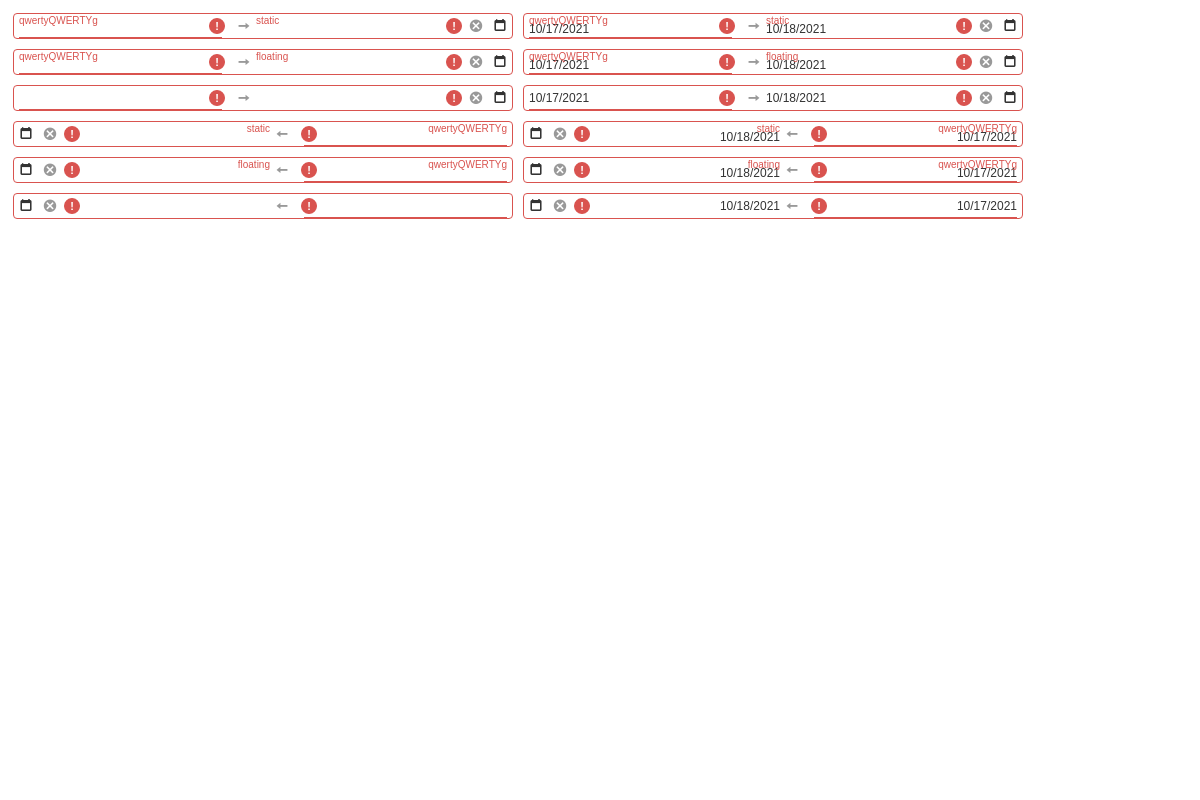 qwertyQWERTYg static qwertyQWERTYg static
10/17/2021 10/18/2021
qwertyQWERTYg floating qwertyQWERTYg floating
10/17/2021 10/18/2021
10/17/2021 10/18/2021
static qwertyQWERTYg static qwertyQWERTYg
10/18/2021 10/17/2021
floating qwertyQWERTYg floating qwertyQWERTYg
10/18/2021 10/17/2021
10/18/2021 10/17/2021